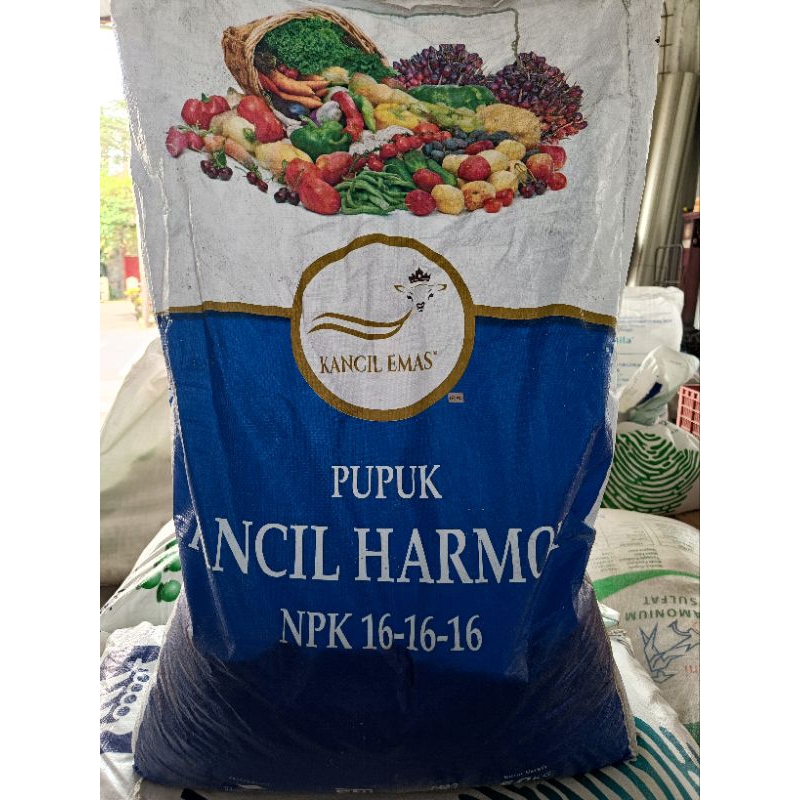 KANCIL EMAS
PUPUK
ANCIL HARMO
NPK 16-16-16
AMONIUM
SULFAT